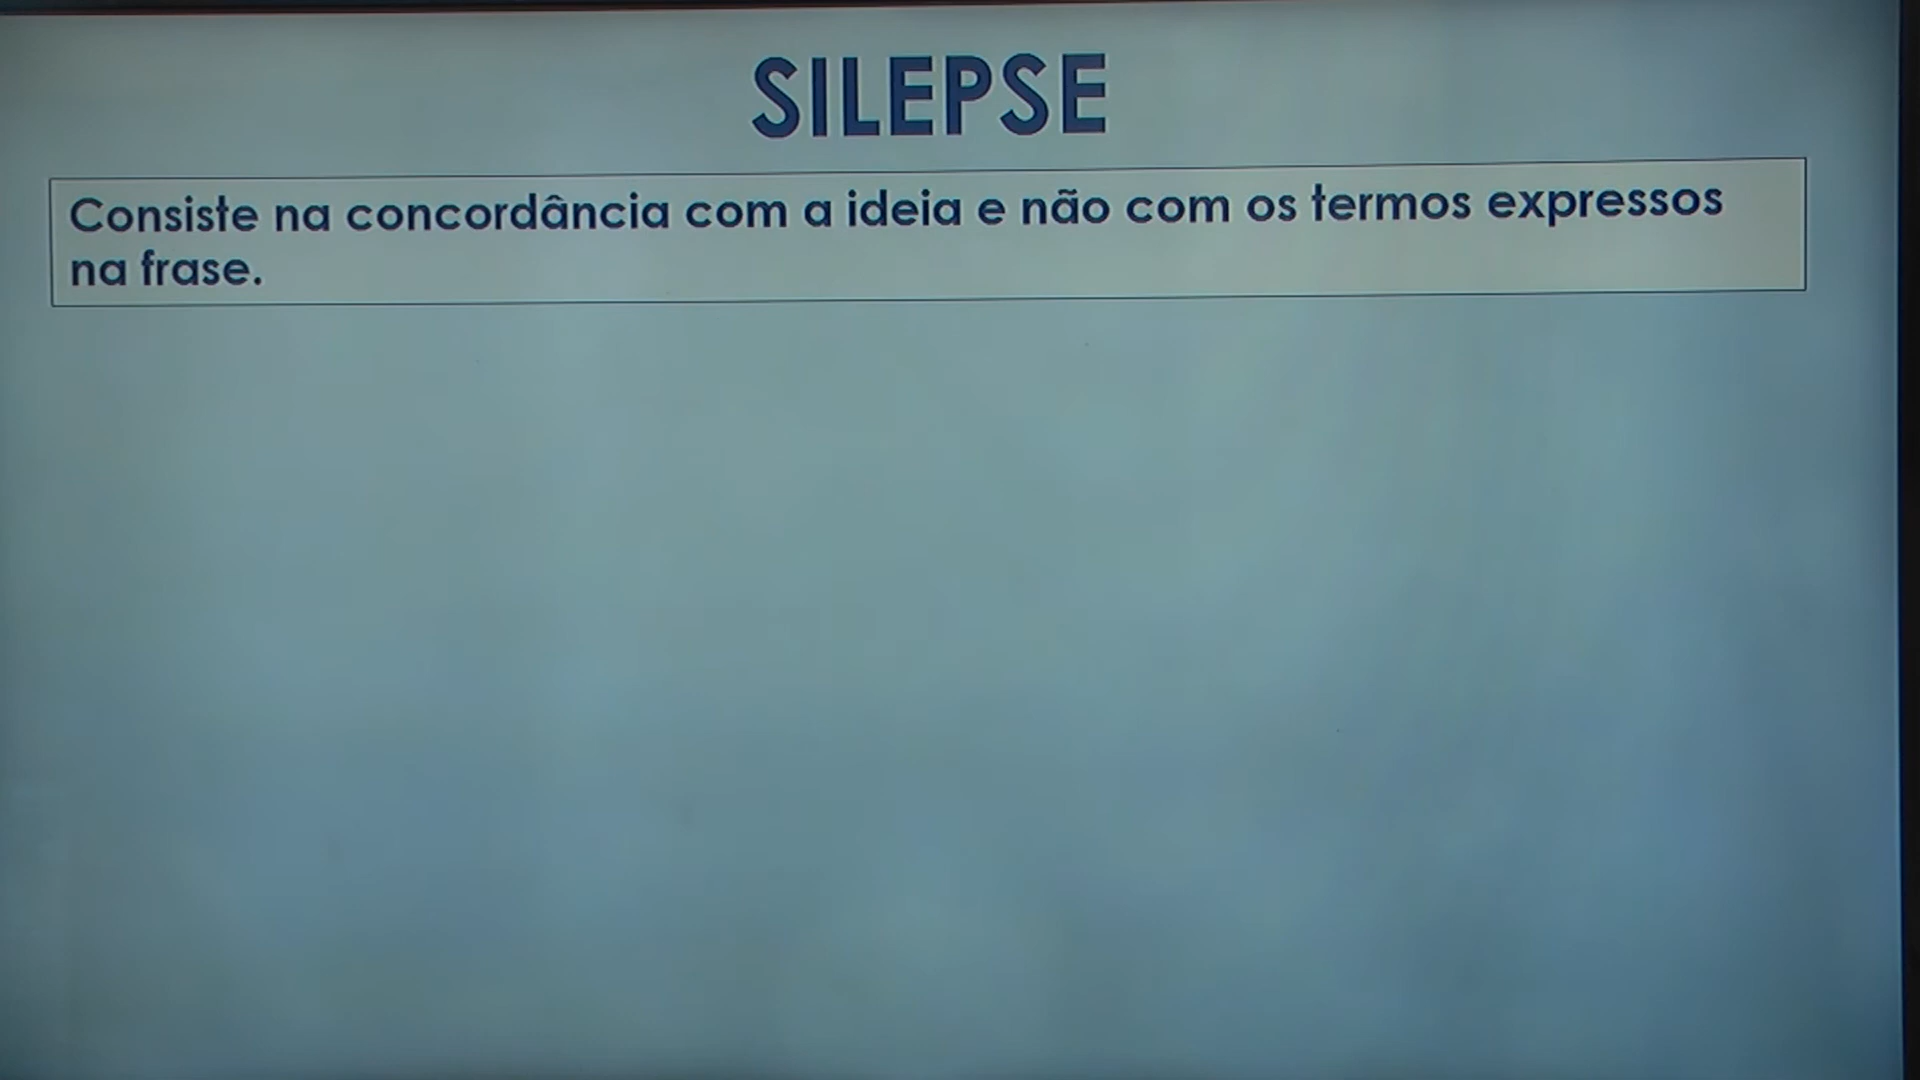 SILEPSE
Consiste na concordância com a ideia e não com os termos expressos
na frase.